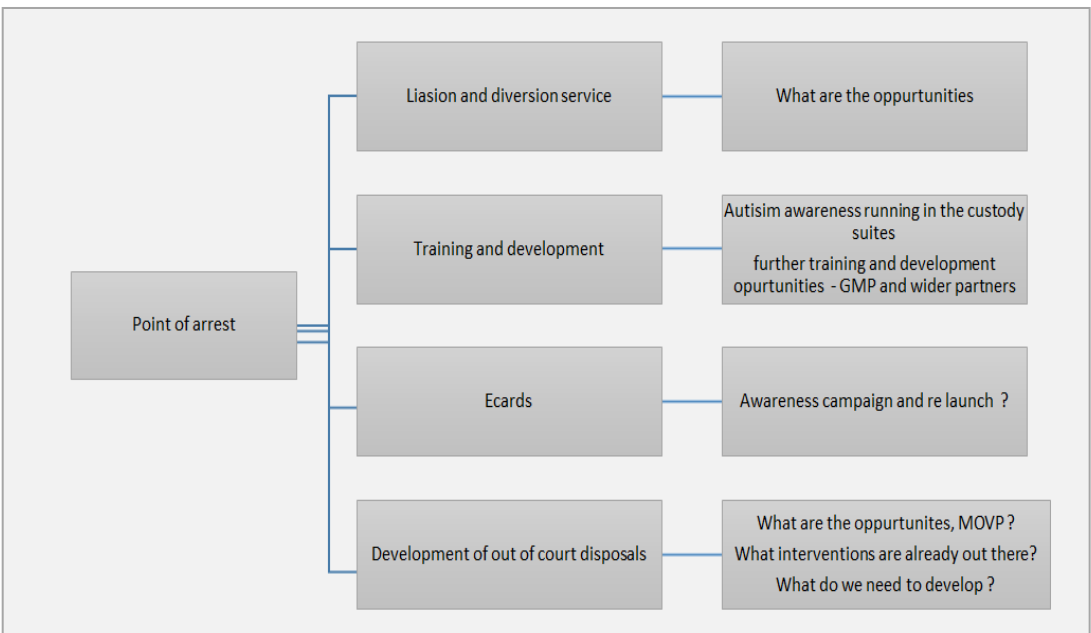 Point of arrest
Liasion and diversion service
What are the oppurtunities
Training and development
Autisim awareness running in the custody
suites
further training and development
opurtunities  - GMP and wider partners
Ecards
Awareness campaign and re launch  ?
Development of out of court disposals
What are the oppurtunites, MOVP ?
What interventions are already out there?
What do we need to develop ?